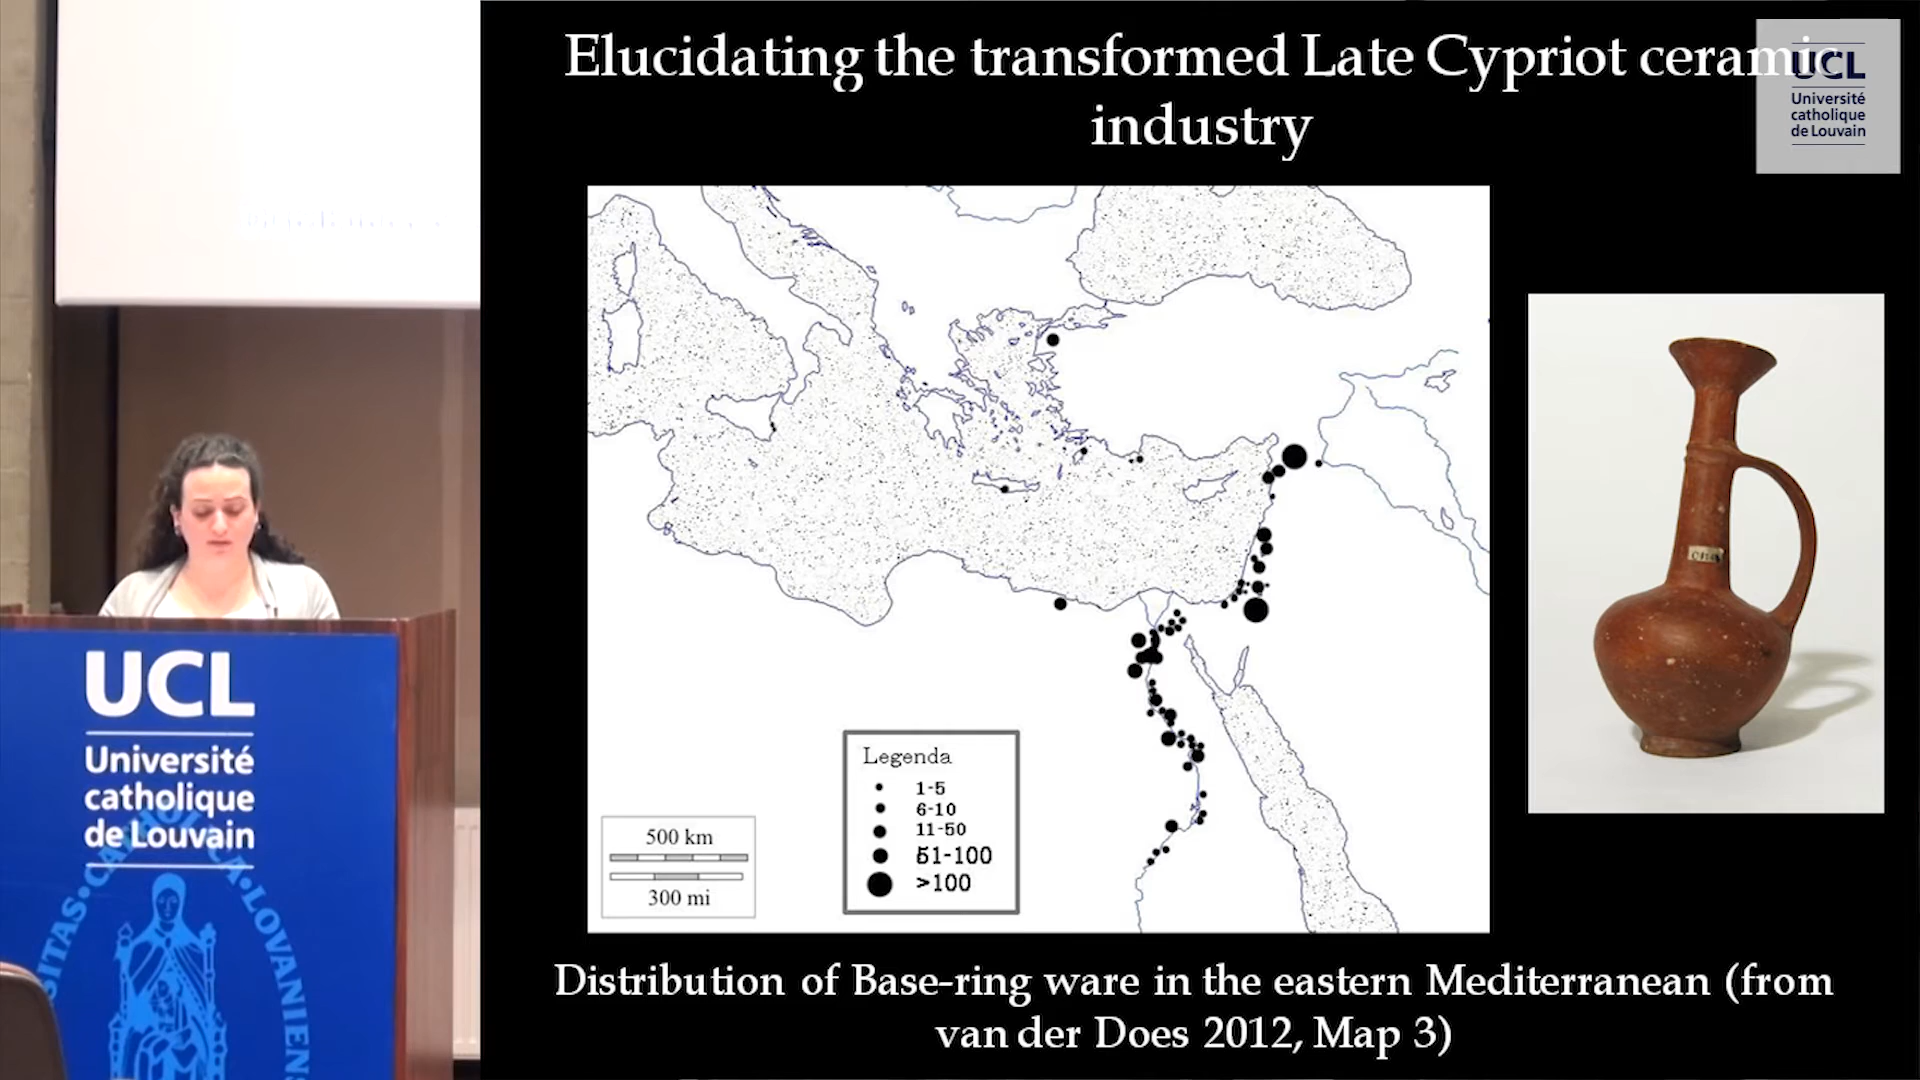 Elucidating the transformed Late Cypriot ceramic
industry
UCL
Université
catholique
de Louvain
Legenda
1-5
6-10
11-50
51-100
>100
500 km
300 mi
Distribution of Base-ring ware in the eastern Mediterranean (from
van der Does 2012, Map 3)
UCL
Université
catholique
de Louvain